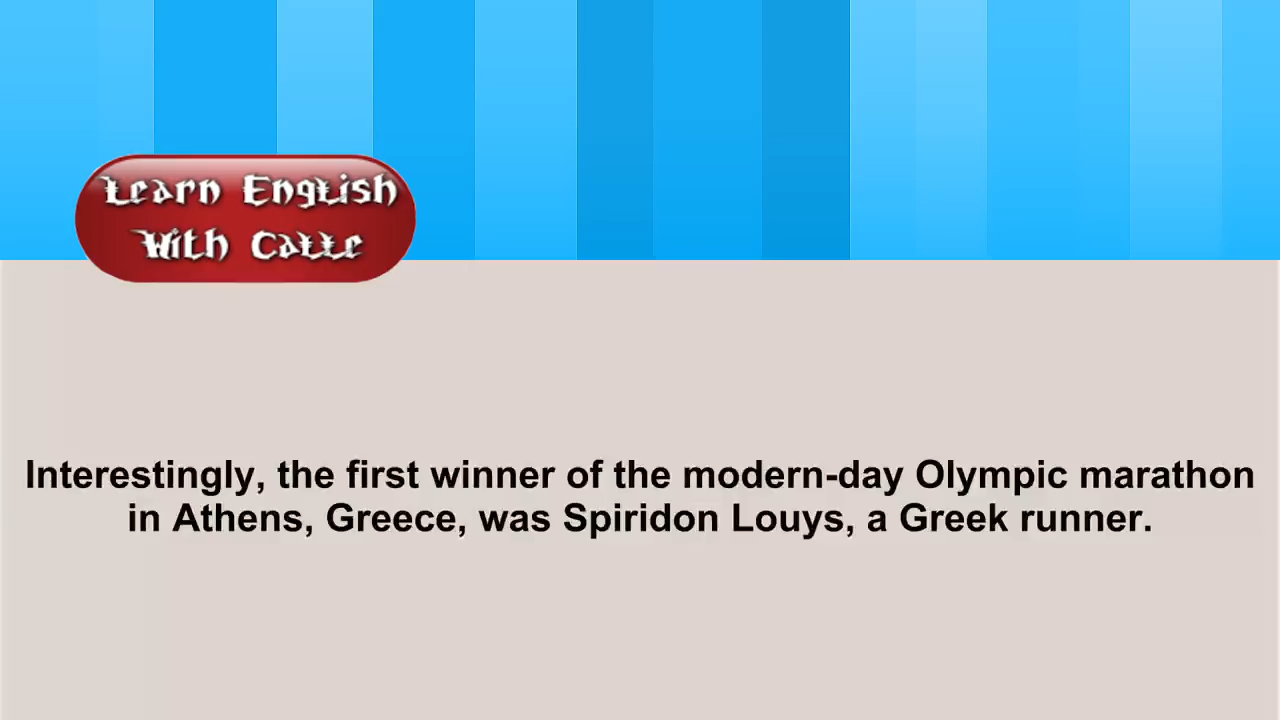 Learn English
With Calle
Interestingly, the first winner of the modern-day Olympic marathon
in Athens, Greece, was Spiridon Louys, a Greek runner.